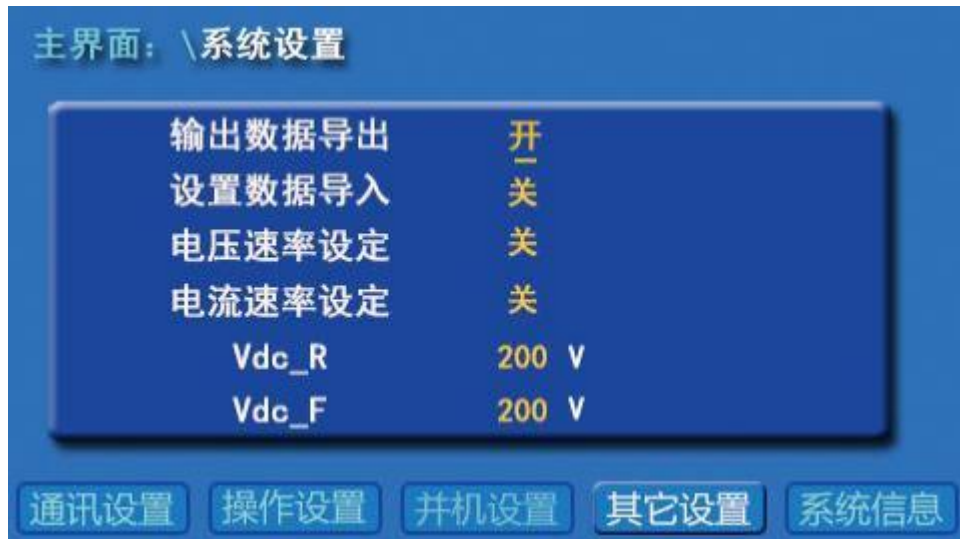 主界面：\系统设置
输出数据导出 开
设置数据导入 关
电压速率设定 关
电流速率设定 关
Vdc_R 200 V
Vdc_F 200 V
通讯设置 操作设置 并机设置 其它设置 系统信息